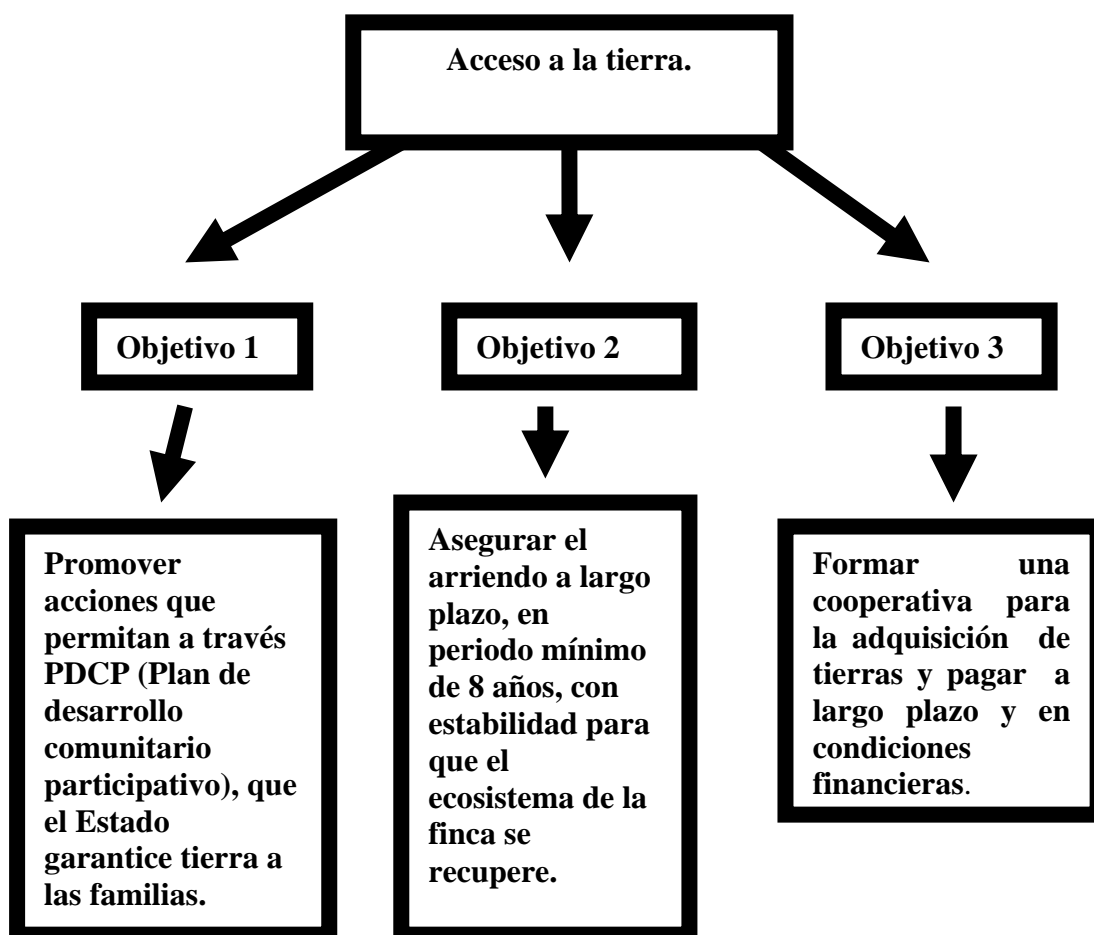 Acceso a la tierra.
Objetivo 1
Objetivo 2
Objetivo 3
Promover
acciones que
permitan a través
PDCP (Plan de
desarrollo
comunitario
participativo), que
el Estado
garantice tierra a
las familias.
Asegurar el
arriendo a largo
plazo, en
periodo mínimo
de 8 años, con
estabilidad para
que el
ecosistema de la
finca se
recupere.
Formar una
cooperativa para
la adquisición de
tierras y pagar a
largo plazo y en
condiciones
financieras.